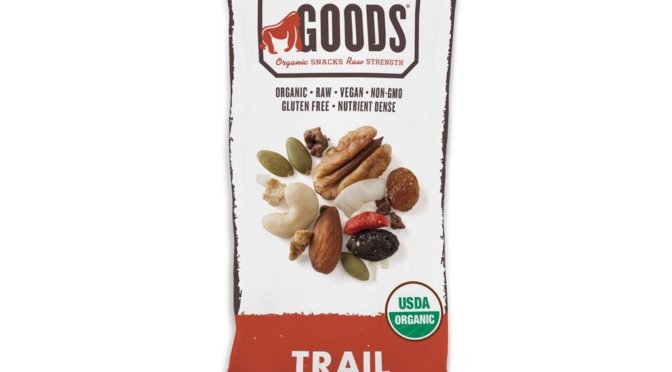 GOODS®
Organic SNACKS Raw STRENGTH
ORGANIC • RAW • VEGAN • NON-GMO
GLUTEN FREE • NUTRIENT DENSE
USDA
ORGANIC
TRAIL